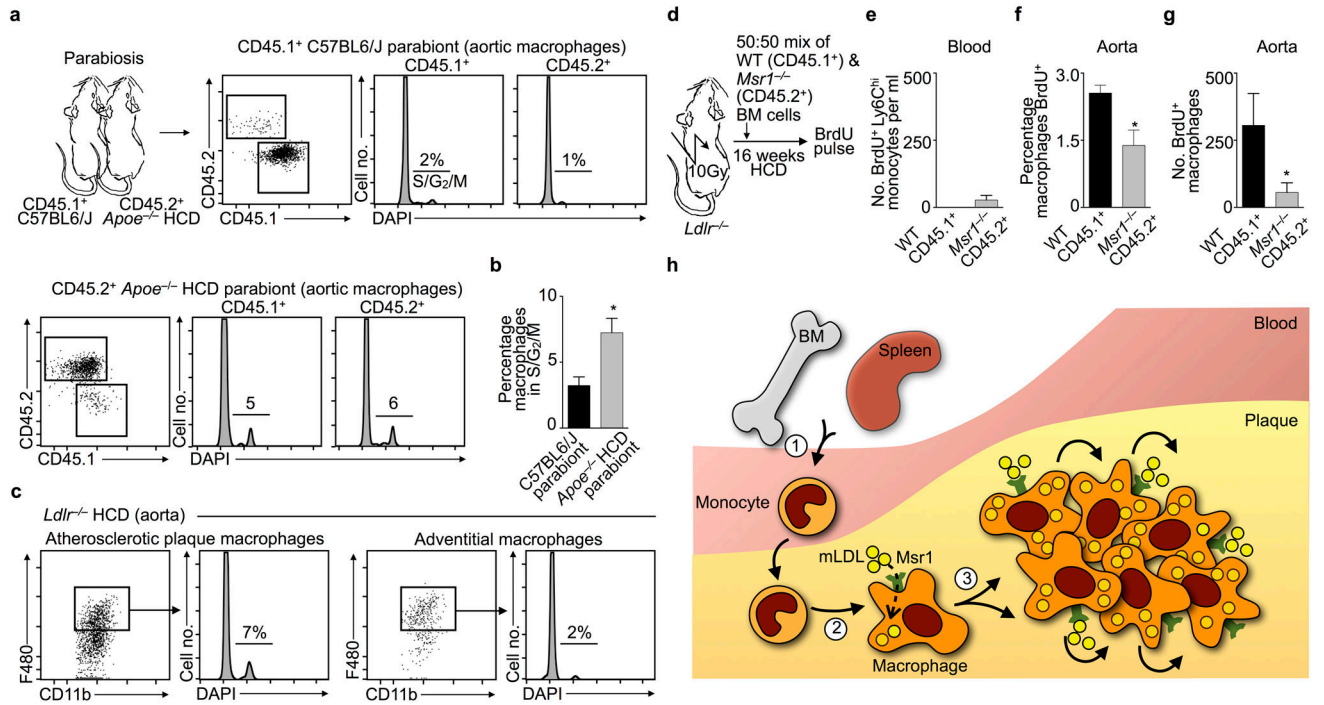 a
Parabiosis
CD45.1⁺
C57BL6/J
CD45.2⁺
Apoe⁻/⁻ HCD
CD45.1⁺ C57BL6/J parabiont (aortic macrophages)
CD45.2
CD45.1
CD45.1⁺
Cell no.
2%
S/G₂/M
DAPI
CD45.2⁺
1%
CD45.2⁺ Apoe⁻/⁻ HCD parabiont (aortic macrophages)
CD45.2
CD45.1
CD45.1⁺
Cell no.
5
DAPI
CD45.2⁺
6
b
Percentage
macrophages
in S/G₂/M
10
5
0
*
C57BL6/J
parabiont
Apoe⁻/⁻ HCD
parabiont
c
Ldlr⁻/⁻ HCD (aorta)
Atherosclerotic plaque macrophages
F480
CD11b
Cell no.
7%
DAPI
Adventitial macrophages
F480
CD11b
Cell no.
2%
DAPI
d
50:50 mix of
WT (CD45.1⁺) &
Msr1⁻/⁻
(CD45.2⁺)
BM cells
10Gy
16 weeks
HCD
BrdU
pulse
Ldlr⁻/⁻
e
Blood
No. BrdU⁺ Ly6Cʰⁱ
monocytes per ml
500
250
0
WT
CD45.1⁺
Msr1⁻/⁻
CD45.2⁺
f
Aorta
Percentage
macrophages BrdU⁺
3.0
1.5
0
*
WT
CD45.1⁺
Msr1⁻/⁻
CD45.2⁺
g
Aorta
No. BrdU⁺
macrophages
500
250
0
*
WT
CD45.1⁺
Msr1⁻/⁻
CD45.2⁺
h
BM
Spleen
Blood
Plaque
1
Monocyte
mLDL
Msr1
2
3
Macrophage